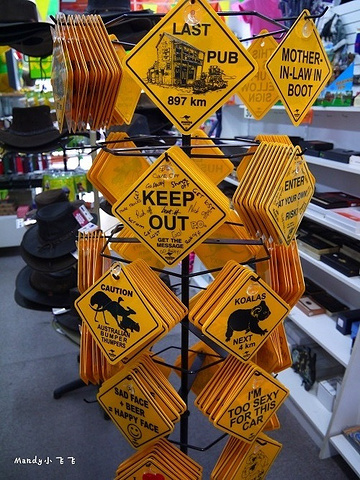 LAST
PUB
897 km
MOTHER-
IN-LAW IN
BOOT
ENTER
AT YOUR OWN
RISK!
KEEP
OUT
GET THE
MESSAGE
CAUTION
AUSTRALIAN
BUMPER
THUMPERS
KOALAS
NEXT
4 km
SAD FACE
+ BEER
= HAPPY FACE
I'M
TOO SEXY
FOR THIS
CAR
Mandy小飞飞